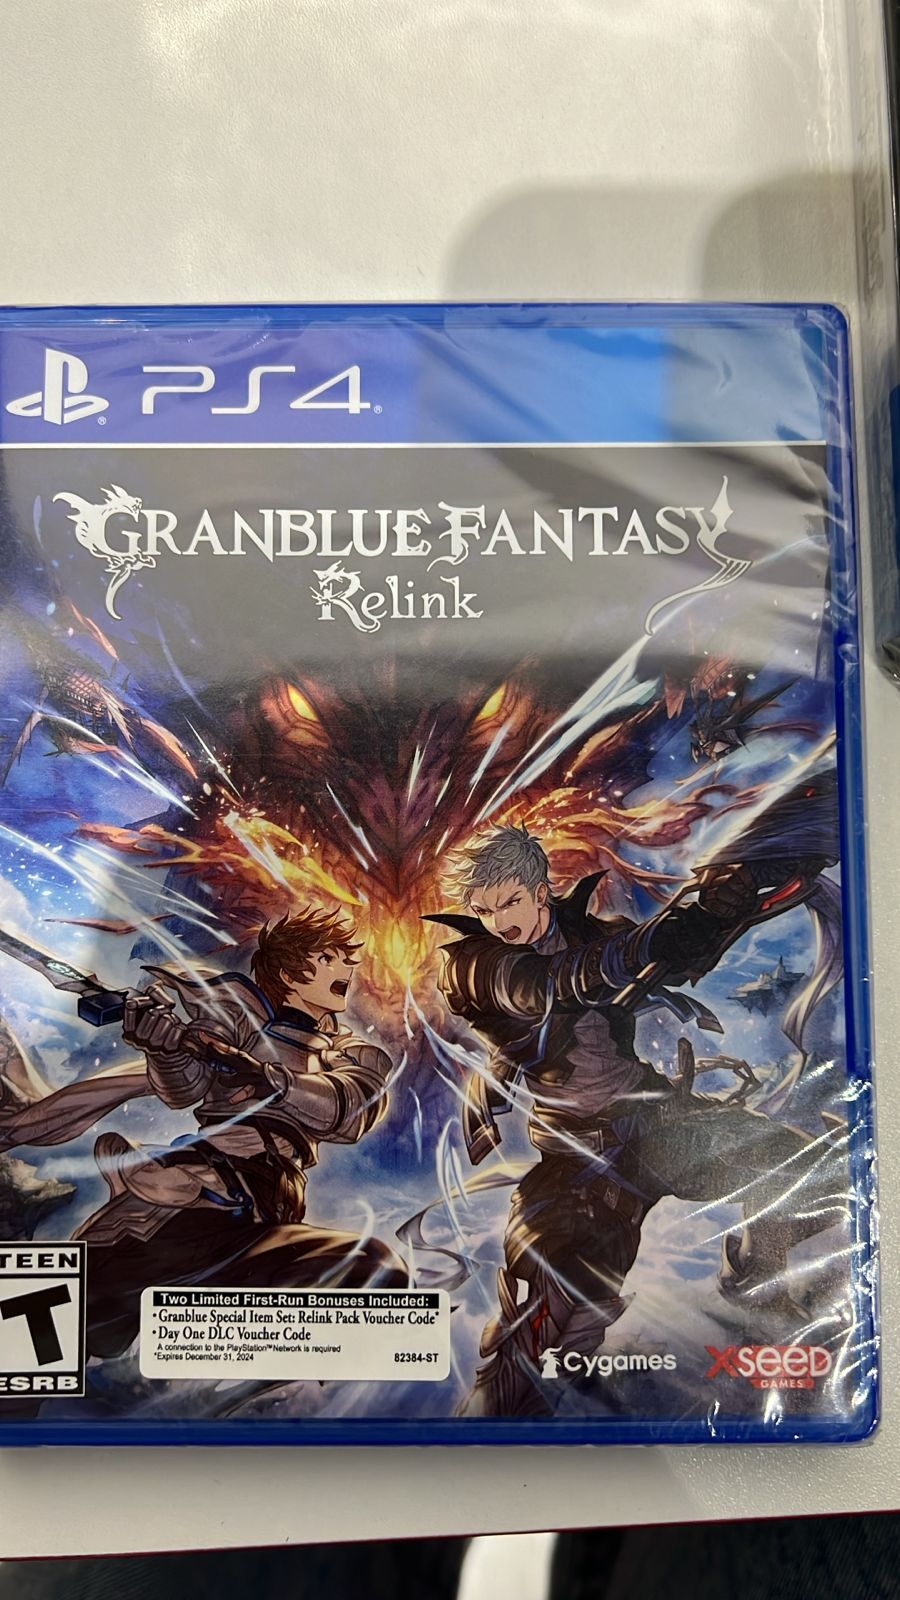 PS4
GRANBLUE FANTASY
Relink
TEEN
T
ESRB
Two Limited First-Run Bonuses Included:
• Granblue Special Item Set: Relink Pack Voucher Code*
• Day One DLC Voucher Code
A connection to the PlayStation™Network is required
*Expires December 31, 2024
82384-ST
Cygames
XSEED
GAMES